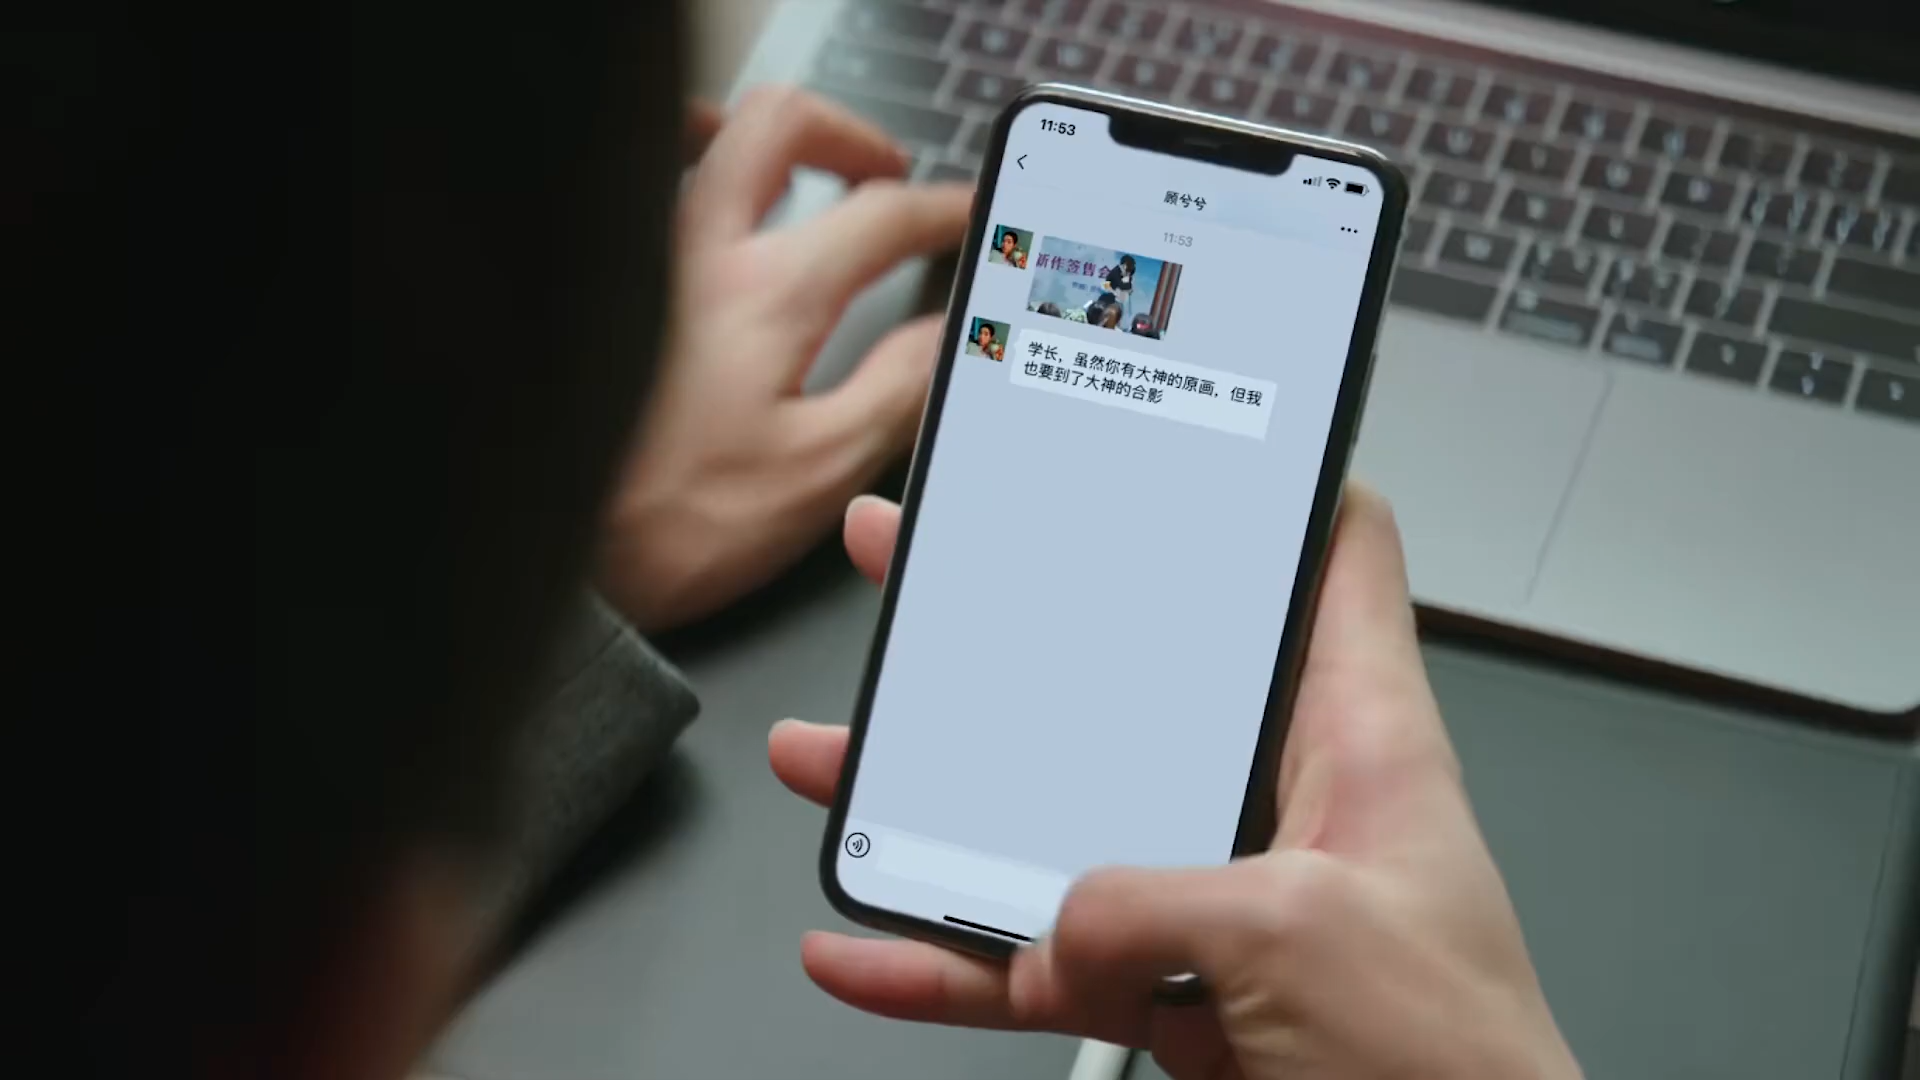 11:53
顾兮兮
11:53
新作签售会
学长，虽然你有大神的原画，但我
也要到了大神的合影